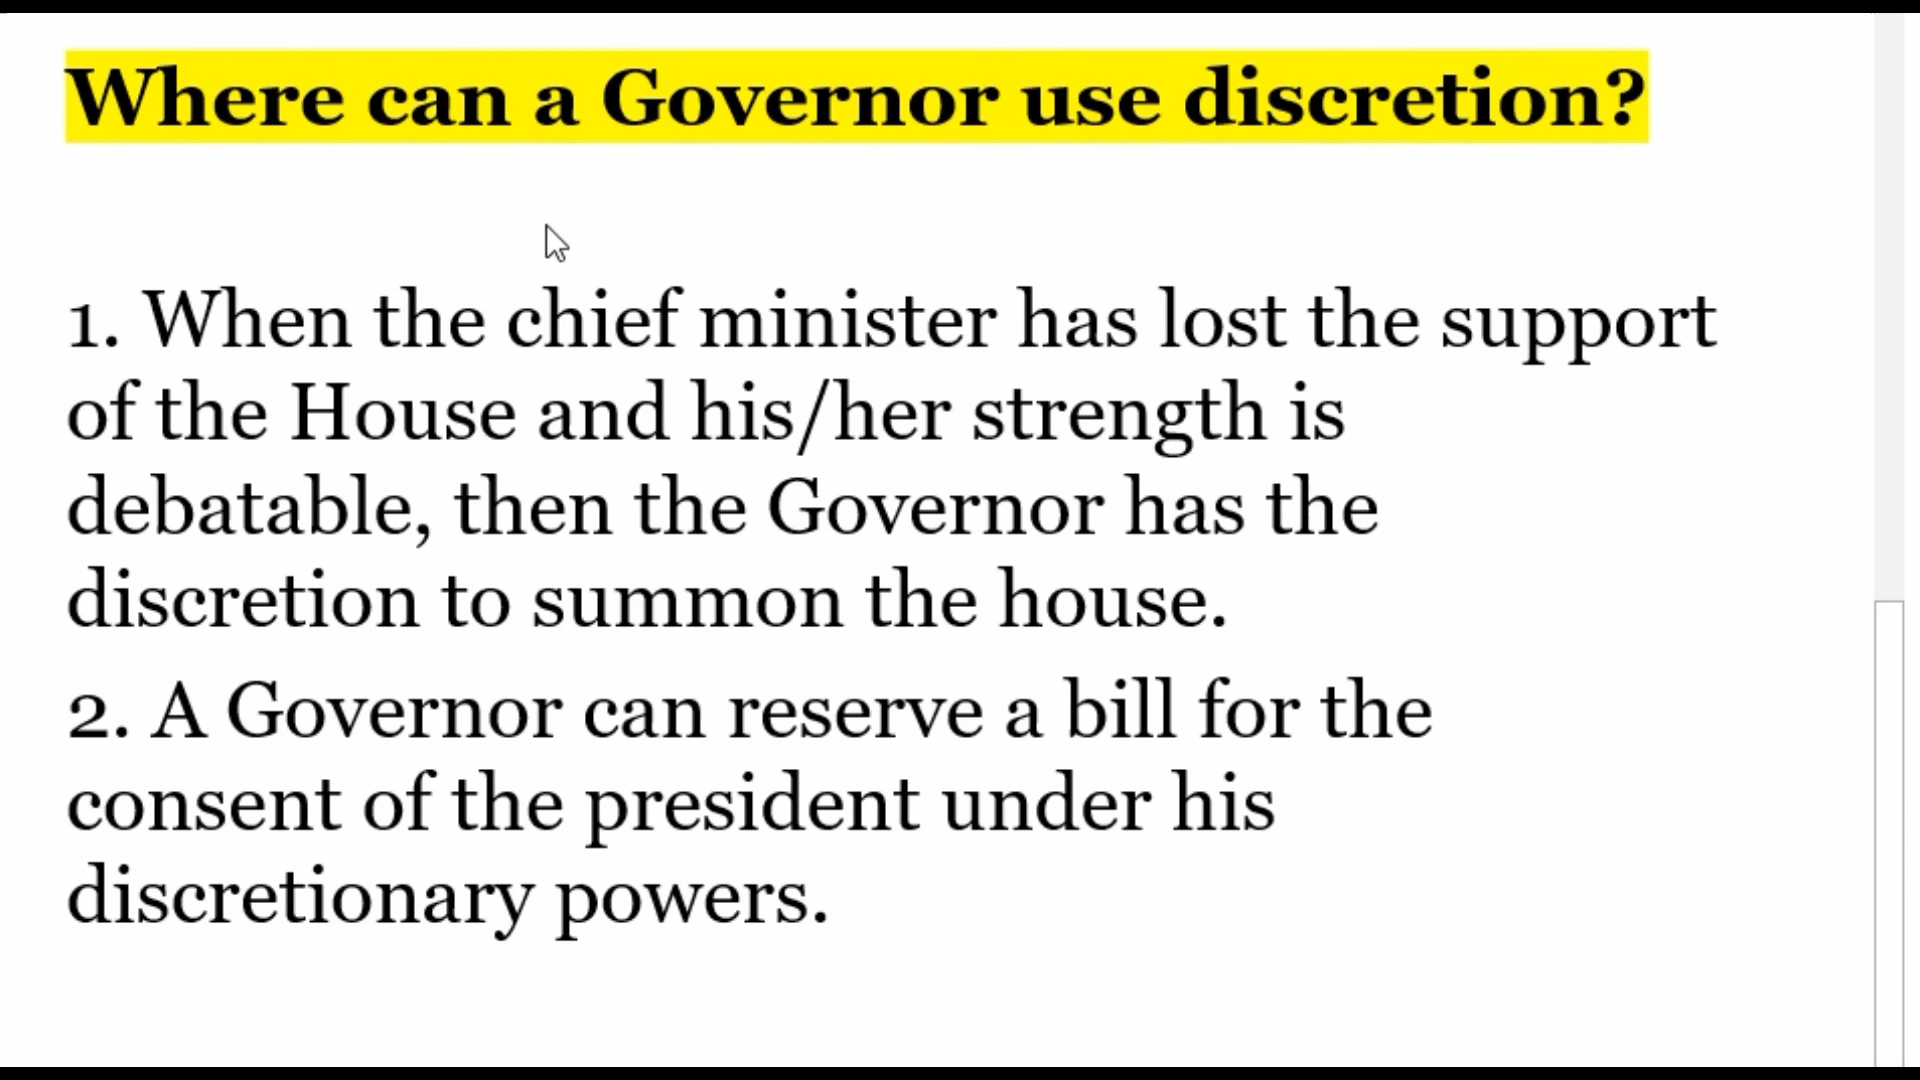 Where can a Governor use discretion?
1. When the chief minister has lost the support
of the House and his/her strength is
debatable, then the Governor has the
discretion to summon the house.
2. A Governor can reserve a bill for the
consent of the president under his
discretionary powers.